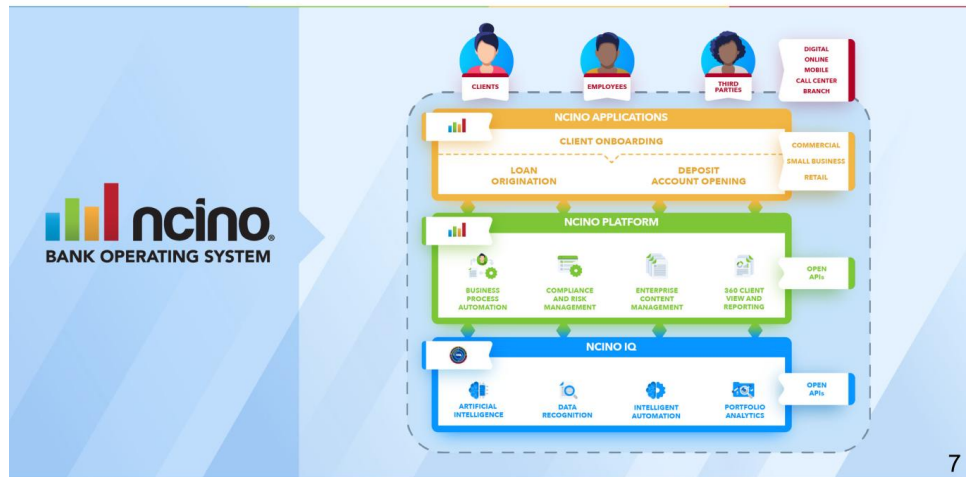 ncino®
BANK OPERATING SYSTEM
CLIENTS
EMPLOYEES
THIRD
PARTIES
DIGITAL
ONLINE
MOBILE
CALL CENTER
BRANCH
NCINO APPLICATIONS
CLIENT ONBOARDING
LOAN
ORIGINATION
DEPOSIT
ACCOUNT OPENING
COMMERCIAL
SMALL BUSINESS
RETAIL
NCINO PLATFORM
BUSINESS
PROCESS
AUTOMATION
COMPLIANCE
AND RISK
MANAGEMENT
ENTERPRISE
CONTENT
MANAGEMENT
360 CLIENT
VIEW AND
REPORTING
OPEN
APIs
NCINO IQ
ARTIFICIAL
INTELLIGENCE
DATA
RECOGNITION
INTELLIGENT
AUTOMATION
PORTFOLIO
ANALYTICS
OPEN
APIs
7